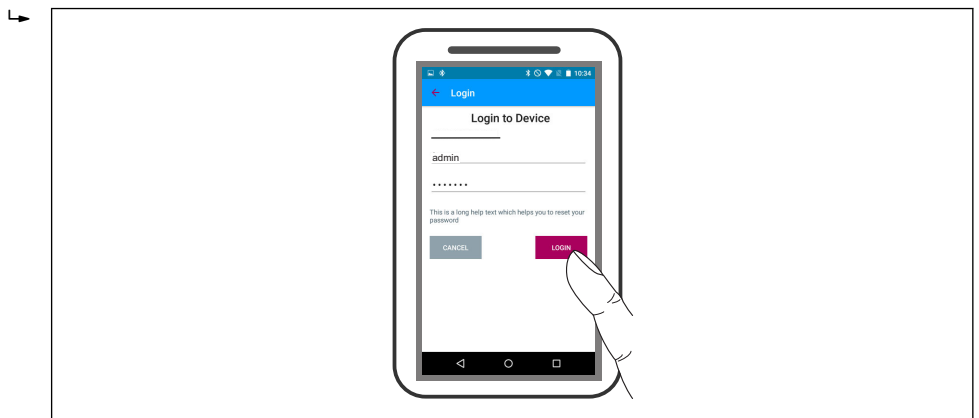 10:34
Login
Login to Device
admin
·······
This is a long help text which helps you to reset your
password
CANCEL LOGIN